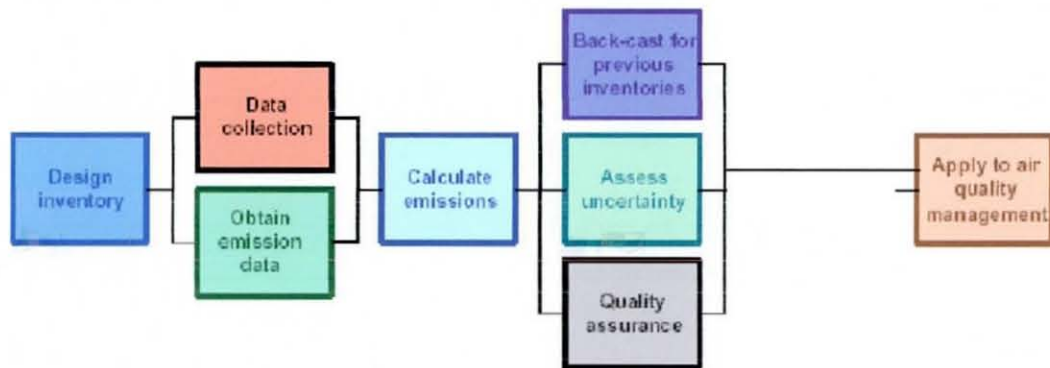 Design
inventory
Data
collection
Obtain
emission
data
Calculate
emissions
Back-cast for
previous
inventories
Assess
uncertainty
Quality
assurance
Apply to air
quality
management